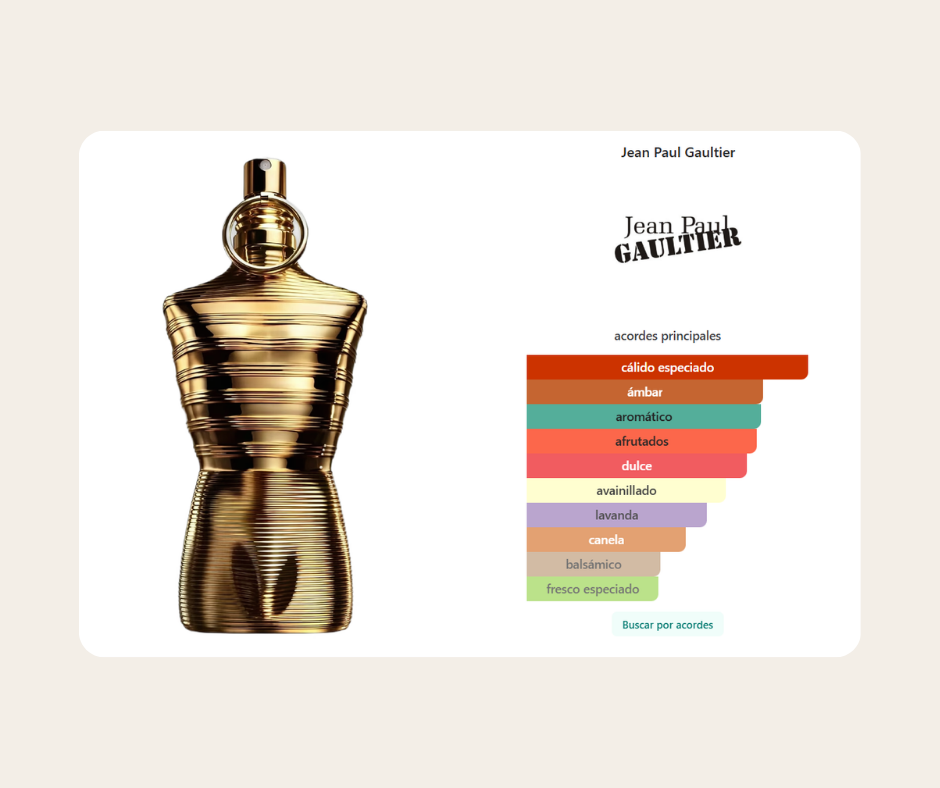 Jean Paul Gaultier
Jean Paul
GAULTIER
acordes principales
cálido especiado
ámbar
aromático
afrutados
dulce
avainillado
lavanda
canela
balsámico
fresco especiado
Buscar por acordes